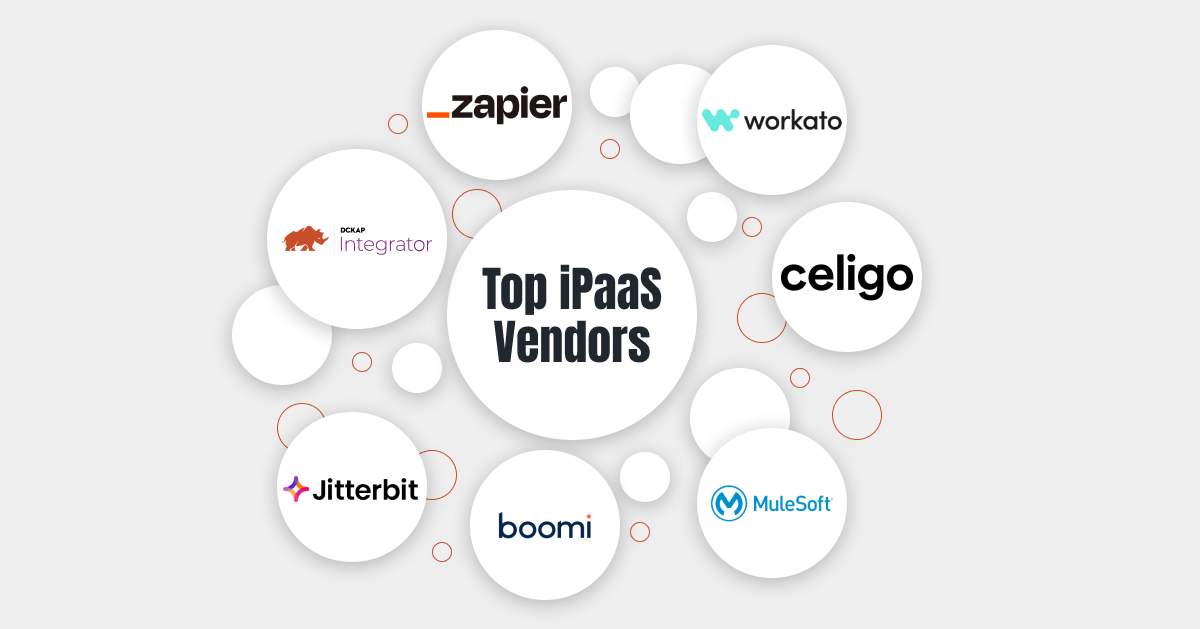 zapier
workato
DCKAP
Integrator
Top iPaaS
Vendors
celigo
Jitterbit
boomi
MuleSoft